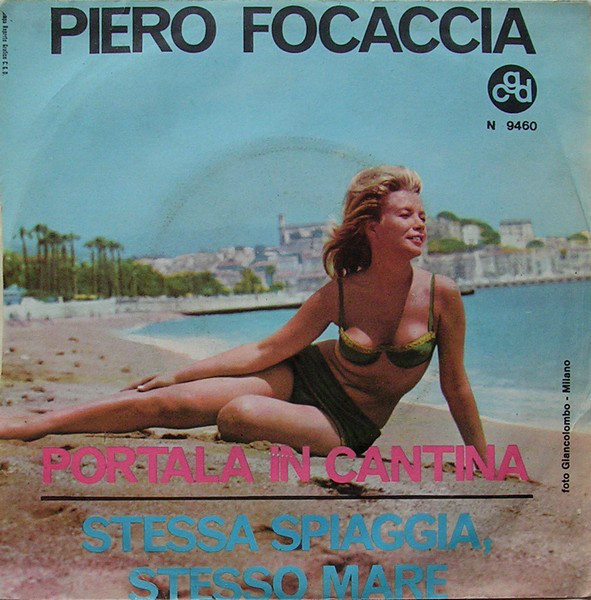 PIERO FOCACCIA
cgd
N 9460
foto Giancolombo - Milano
PORTALA IN CANTINA
STESSA SPIAGGIA,
STESSO MARE